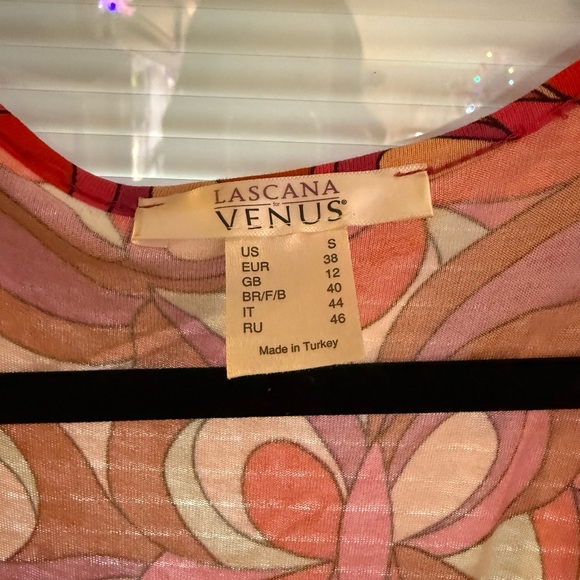 LASCANA
for
VENUS®
US S
EUR 38
GB 12
BR/F/B 40
IT 44
RU 46
Made in Turkey